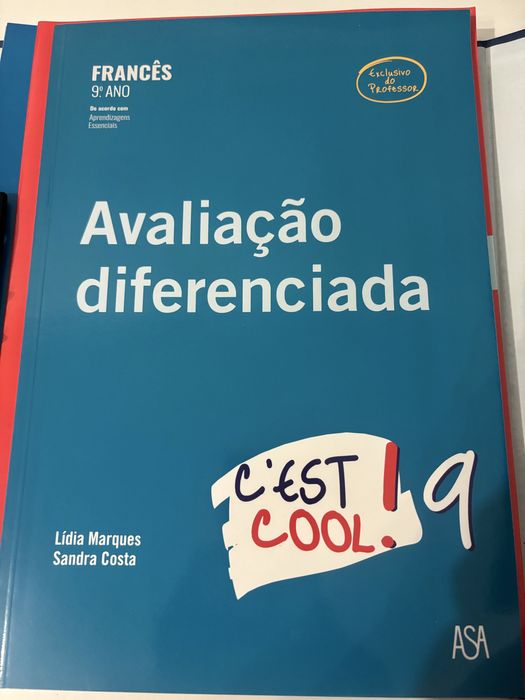 FRANCÊS
9.º ANO
De acordo com
Aprendizagens
Essenciais
Exclusivo
do
Professor
Avaliação
diferenciada
C'EST
COOL! 9
Lídia Marques
Sandra Costa
ASA